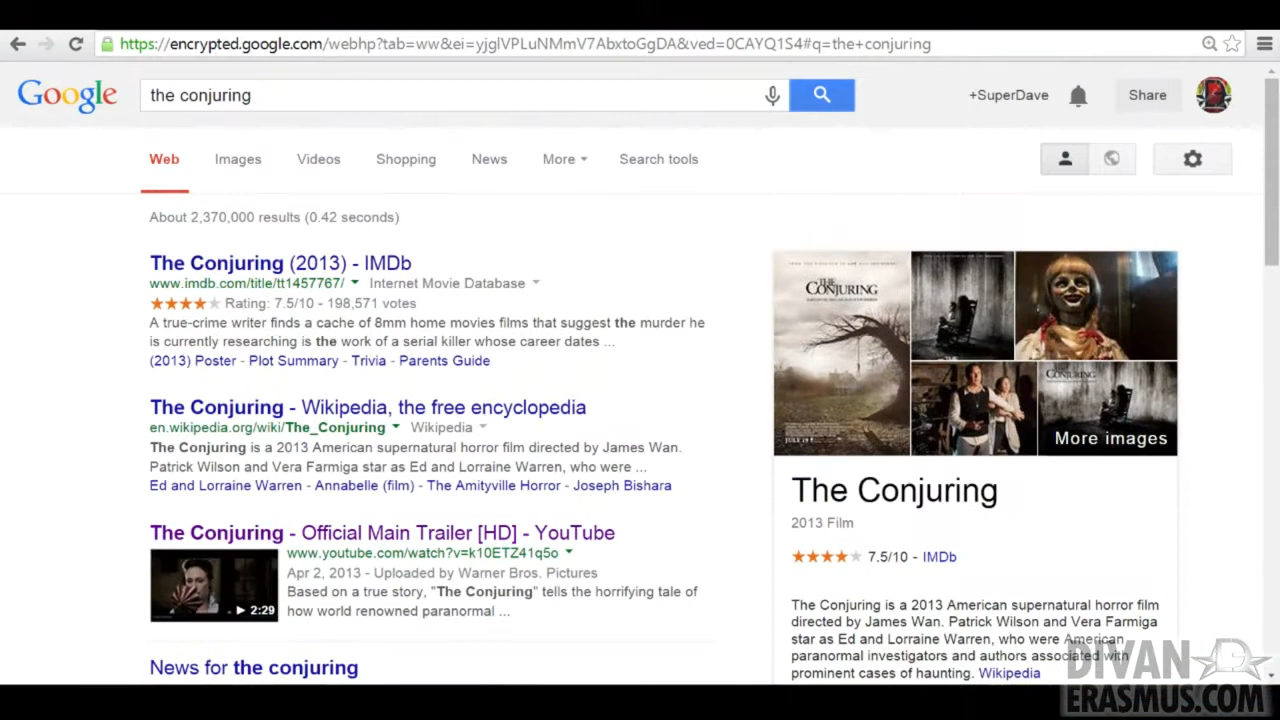 https://encrypted.google.com/webhp?tab=ww&ei=yjglVPLuNMmV7AbxtoGgDA&ved=0CAYQ1S4#q=the+conjuring
Google
the conjuring
+SuperDave
Share
Web
Images
Videos
Shopping
News
More
Search tools
About 2,370,000 results (0.42 seconds)
The Conjuring (2013) - IMDb
www.imdb.com/title/tt1457767/ Internet Movie Database
Rating: 7.5/10 - 198,571 votes
A true-crime writer finds a cache of 8mm home movies films that suggest the murder he
is currently researching is the work of a serial killer whose career dates ...
(2013) Poster - Plot Summary - Trivia - Parents Guide
The Conjuring - Wikipedia, the free encyclopedia
en.wikipedia.org/wiki/The_Conjuring Wikipedia
The Conjuring is a 2013 American supernatural horror film directed by James Wan.
Patrick Wilson and Vera Farmiga star as Ed and Lorraine Warren, who were ...
Ed and Lorraine Warren - Annabelle (film) - The Amityville Horror - Joseph Bishara
The Conjuring - Official Main Trailer [HD] - YouTube
www.youtube.com/watch?v=k10ETZ41q5o
2:29
Apr 2, 2013 - Uploaded by Warner Bros. Pictures
Based on a true story, "The Conjuring" tells the horrifying tale of
how world renowned paranormal ...
News for the conjuring
THE CONJURING
JULY 19
THE CONJURING
More images
The Conjuring
2013 Film
7.5/10 - IMDb
The Conjuring is a 2013 American supernatural horror film
directed by James Wan. Patrick Wilson and Vera Farmiga
star as Ed and Lorraine Warren, who were American
paranormal investigators and authors associated with
prominent cases of haunting. Wikipedia
DIVAN
ERASMUS.COM